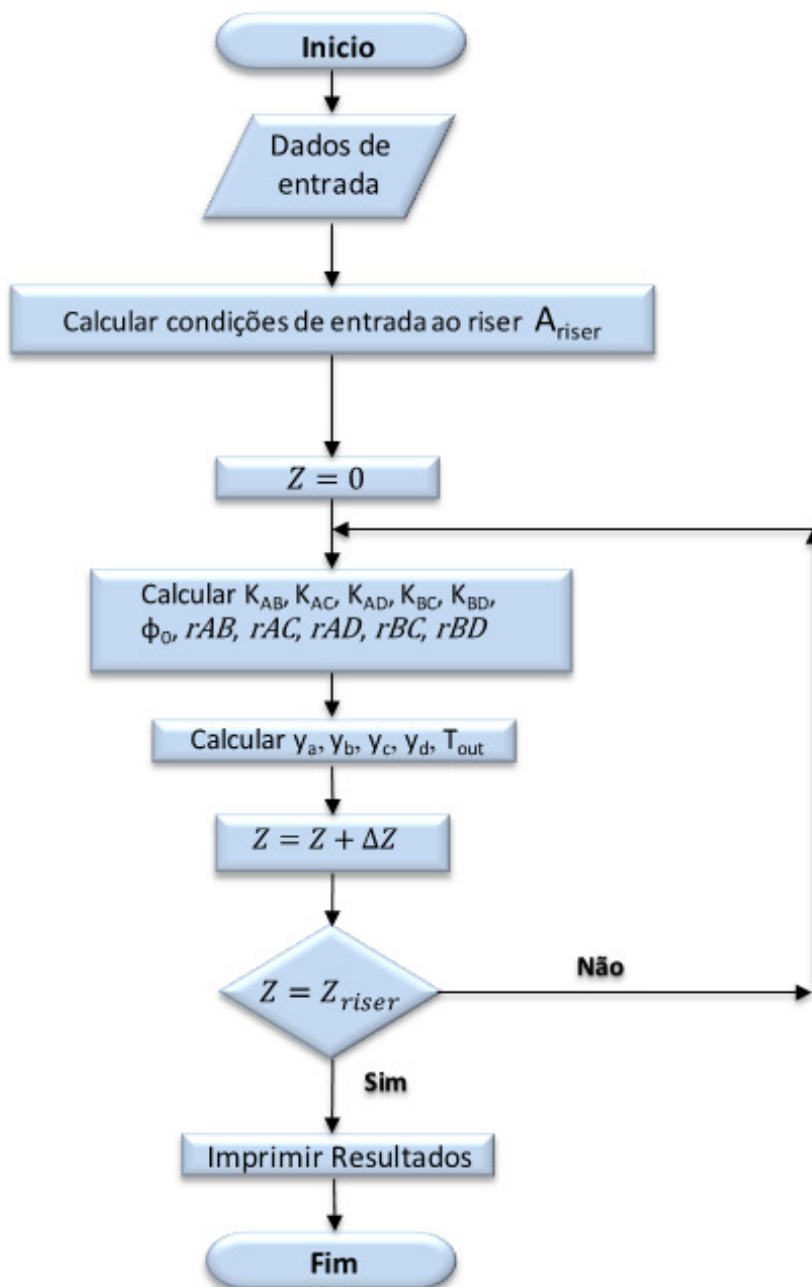 Inicio
Dados de
entrada
Calcular condições de entrada ao riser A_riser
Z = 0
Calcular K_AB, K_AC, K_AD, K_BC, K_BD,
ϕ_0, rAB, rAC, rAD, rBC, rBD
Calcular y_a, y_b, y_c, y_d, T_out
Z = Z + ΔZ
Z = Z_riser
Não
Sim
Imprimir Resultados
Fim